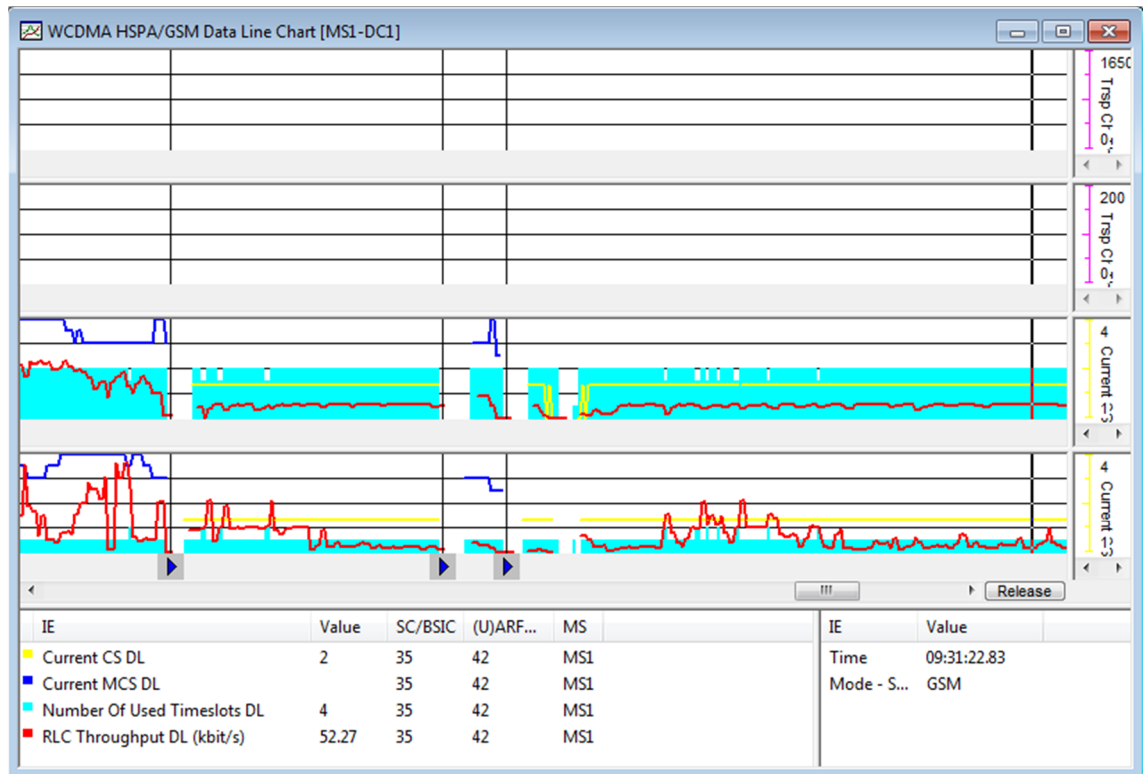 WCDMA HSPA/GSM Data Line Chart [MS1-DC1]
1650
Trsp Ch
0
200
Trsp Ch
0
4
Current
4
Current
Release
IE Value SC/BSIC (U)ARF... MS
Current CS DL 2 35 42 MS1
Current MCS DL 35 42 MS1
Number Of Used Timeslots DL 4 35 42 MS1
RLC Throughput DL (kbit/s) 52.27 35 42 MS1
IE Value
Time 09:31:22.83
Mode - S... GSM